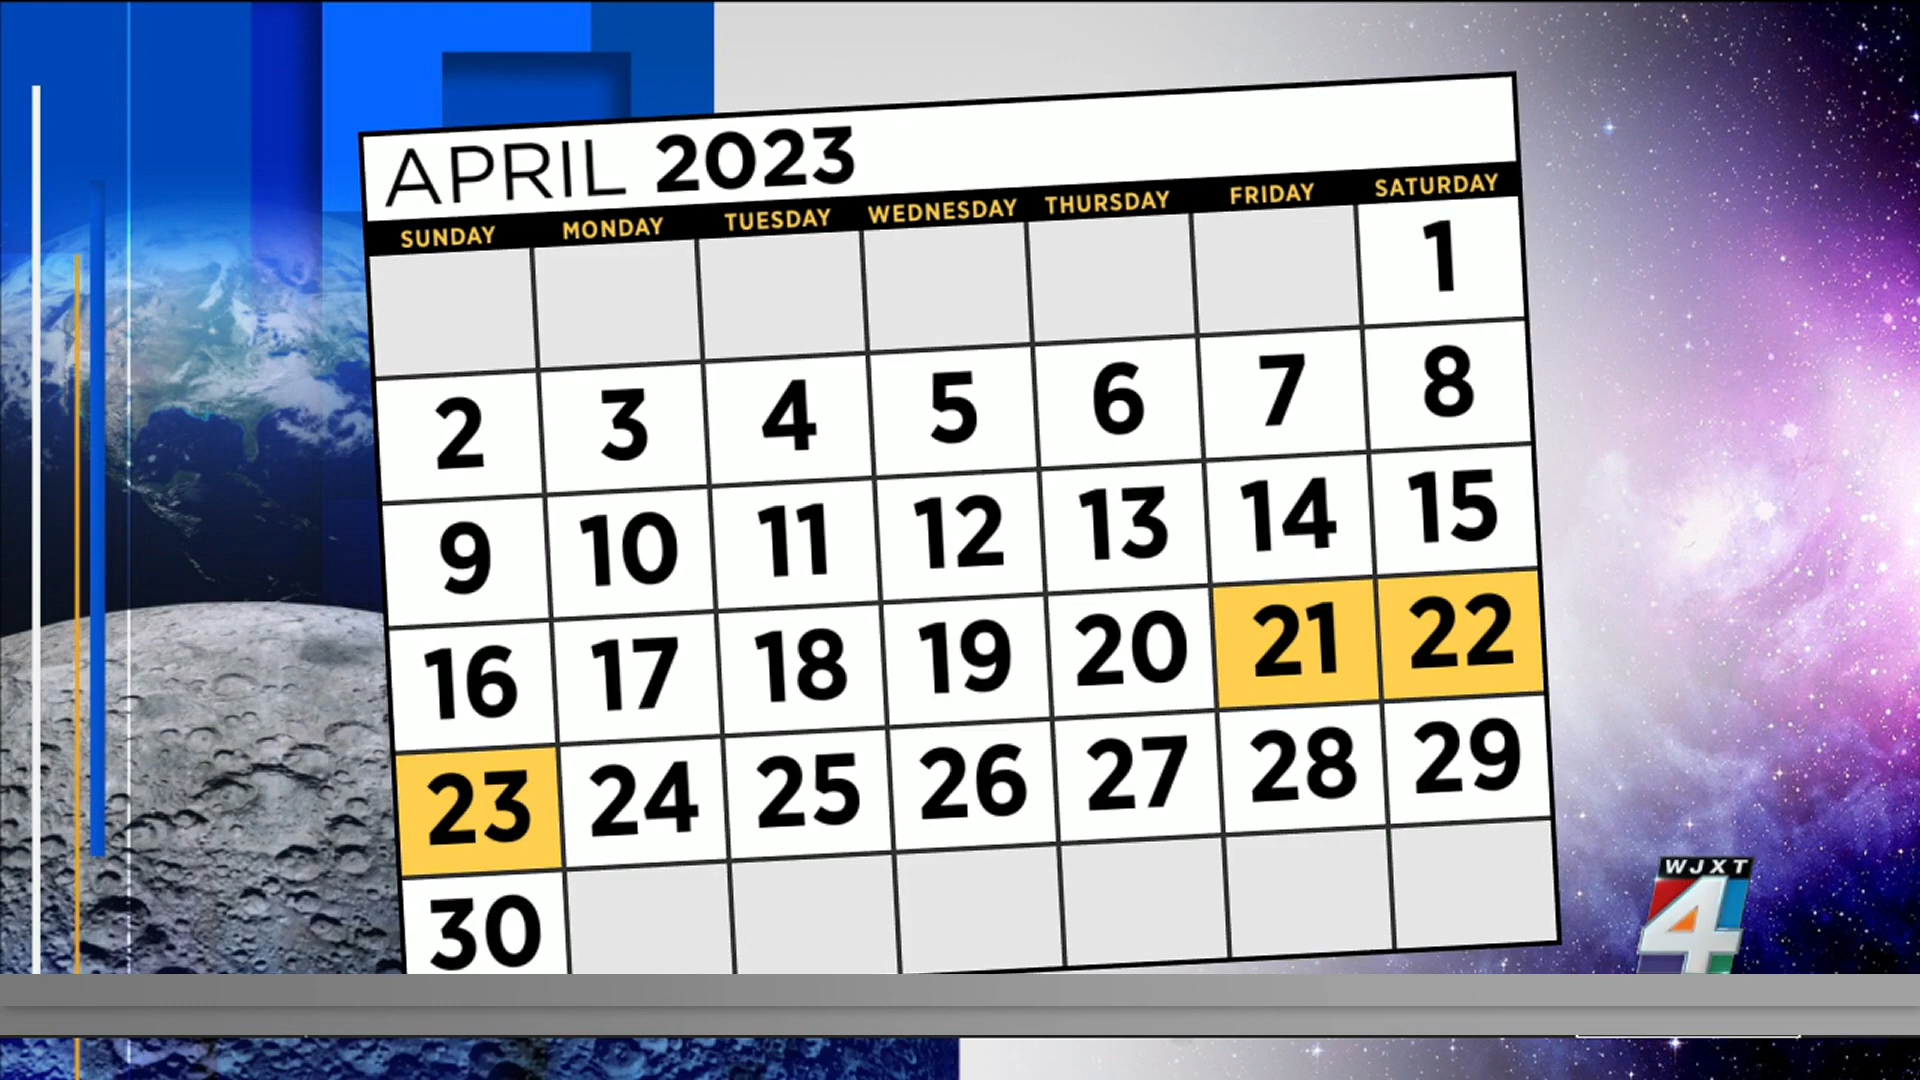 APRIL 2023
SUNDAY MONDAY TUESDAY WEDNESDAY THURSDAY FRIDAY SATURDAY
1
2 3 4 5 6 7 8
9 10 11 12 13 14 15
16 17 18 19 20 21 22
23 24 25 26 27 28 29
30
WJXT
4